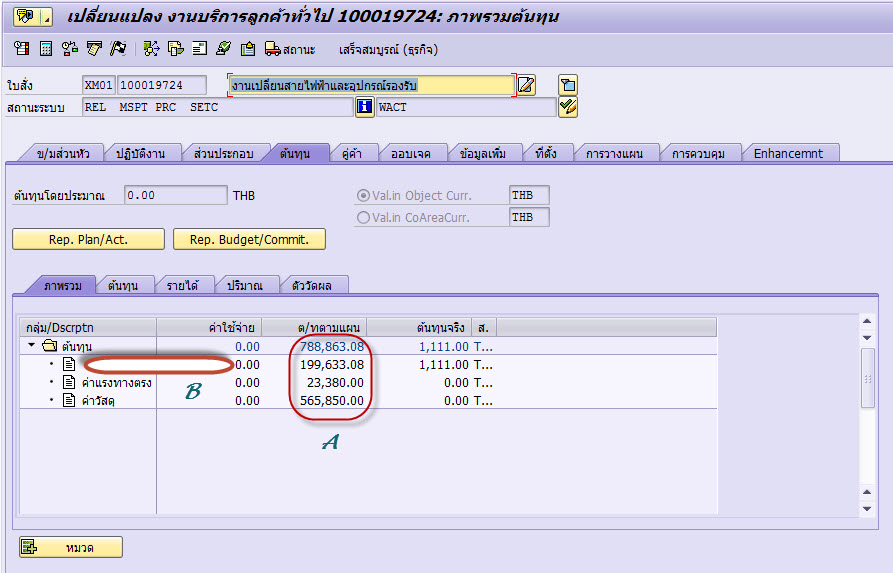 เปลี่ยนแปลง งานบริการลูกค้าทั่วไป 100019724: ภาพรวมต้นทุน
สถานะ เสร็จสมบูรณ์ (ธุรกิจ)
ใบสั่ง XM01 100019724 งานเปลี่ยนสายไฟฟ้าและอุปกรณ์รองรับ
สถานะระบบ REL MSPT PRC SETC WACT
ข/มส่วนหัว ปฏิบัติงาน ส่วนประกอบ ต้นทุน คู่ค้า ออบเจค ข้อมูลเพิ่ม ที่ตั้ง การวางแผน การควบคุม Enhancemnt
ต้นทุนโดยประมาณ 0.00 THB Val.in Object Curr. THB
Val.in CoAreaCurr. THB
Rep. Plan/Act. Rep. Budget/Commit.
ภาพรวม ต้นทุน รายได้ ปริมาณ ตัววัดผล
กลุ่ม/Dscrptn ค่าใช้จ่าย ต/ทตามแผน ต้นทุนจริง ส.
ต้นทุน 0.00 788,863.08 1,111.00 T...
0.00 199,633.08 1,111.00 T...
ค่าแรงทางตรง 0.00 23,380.00 0.00 T...
ค่าวัสดุ 0.00 565,850.00 0.00 T...
B
A
หมวด